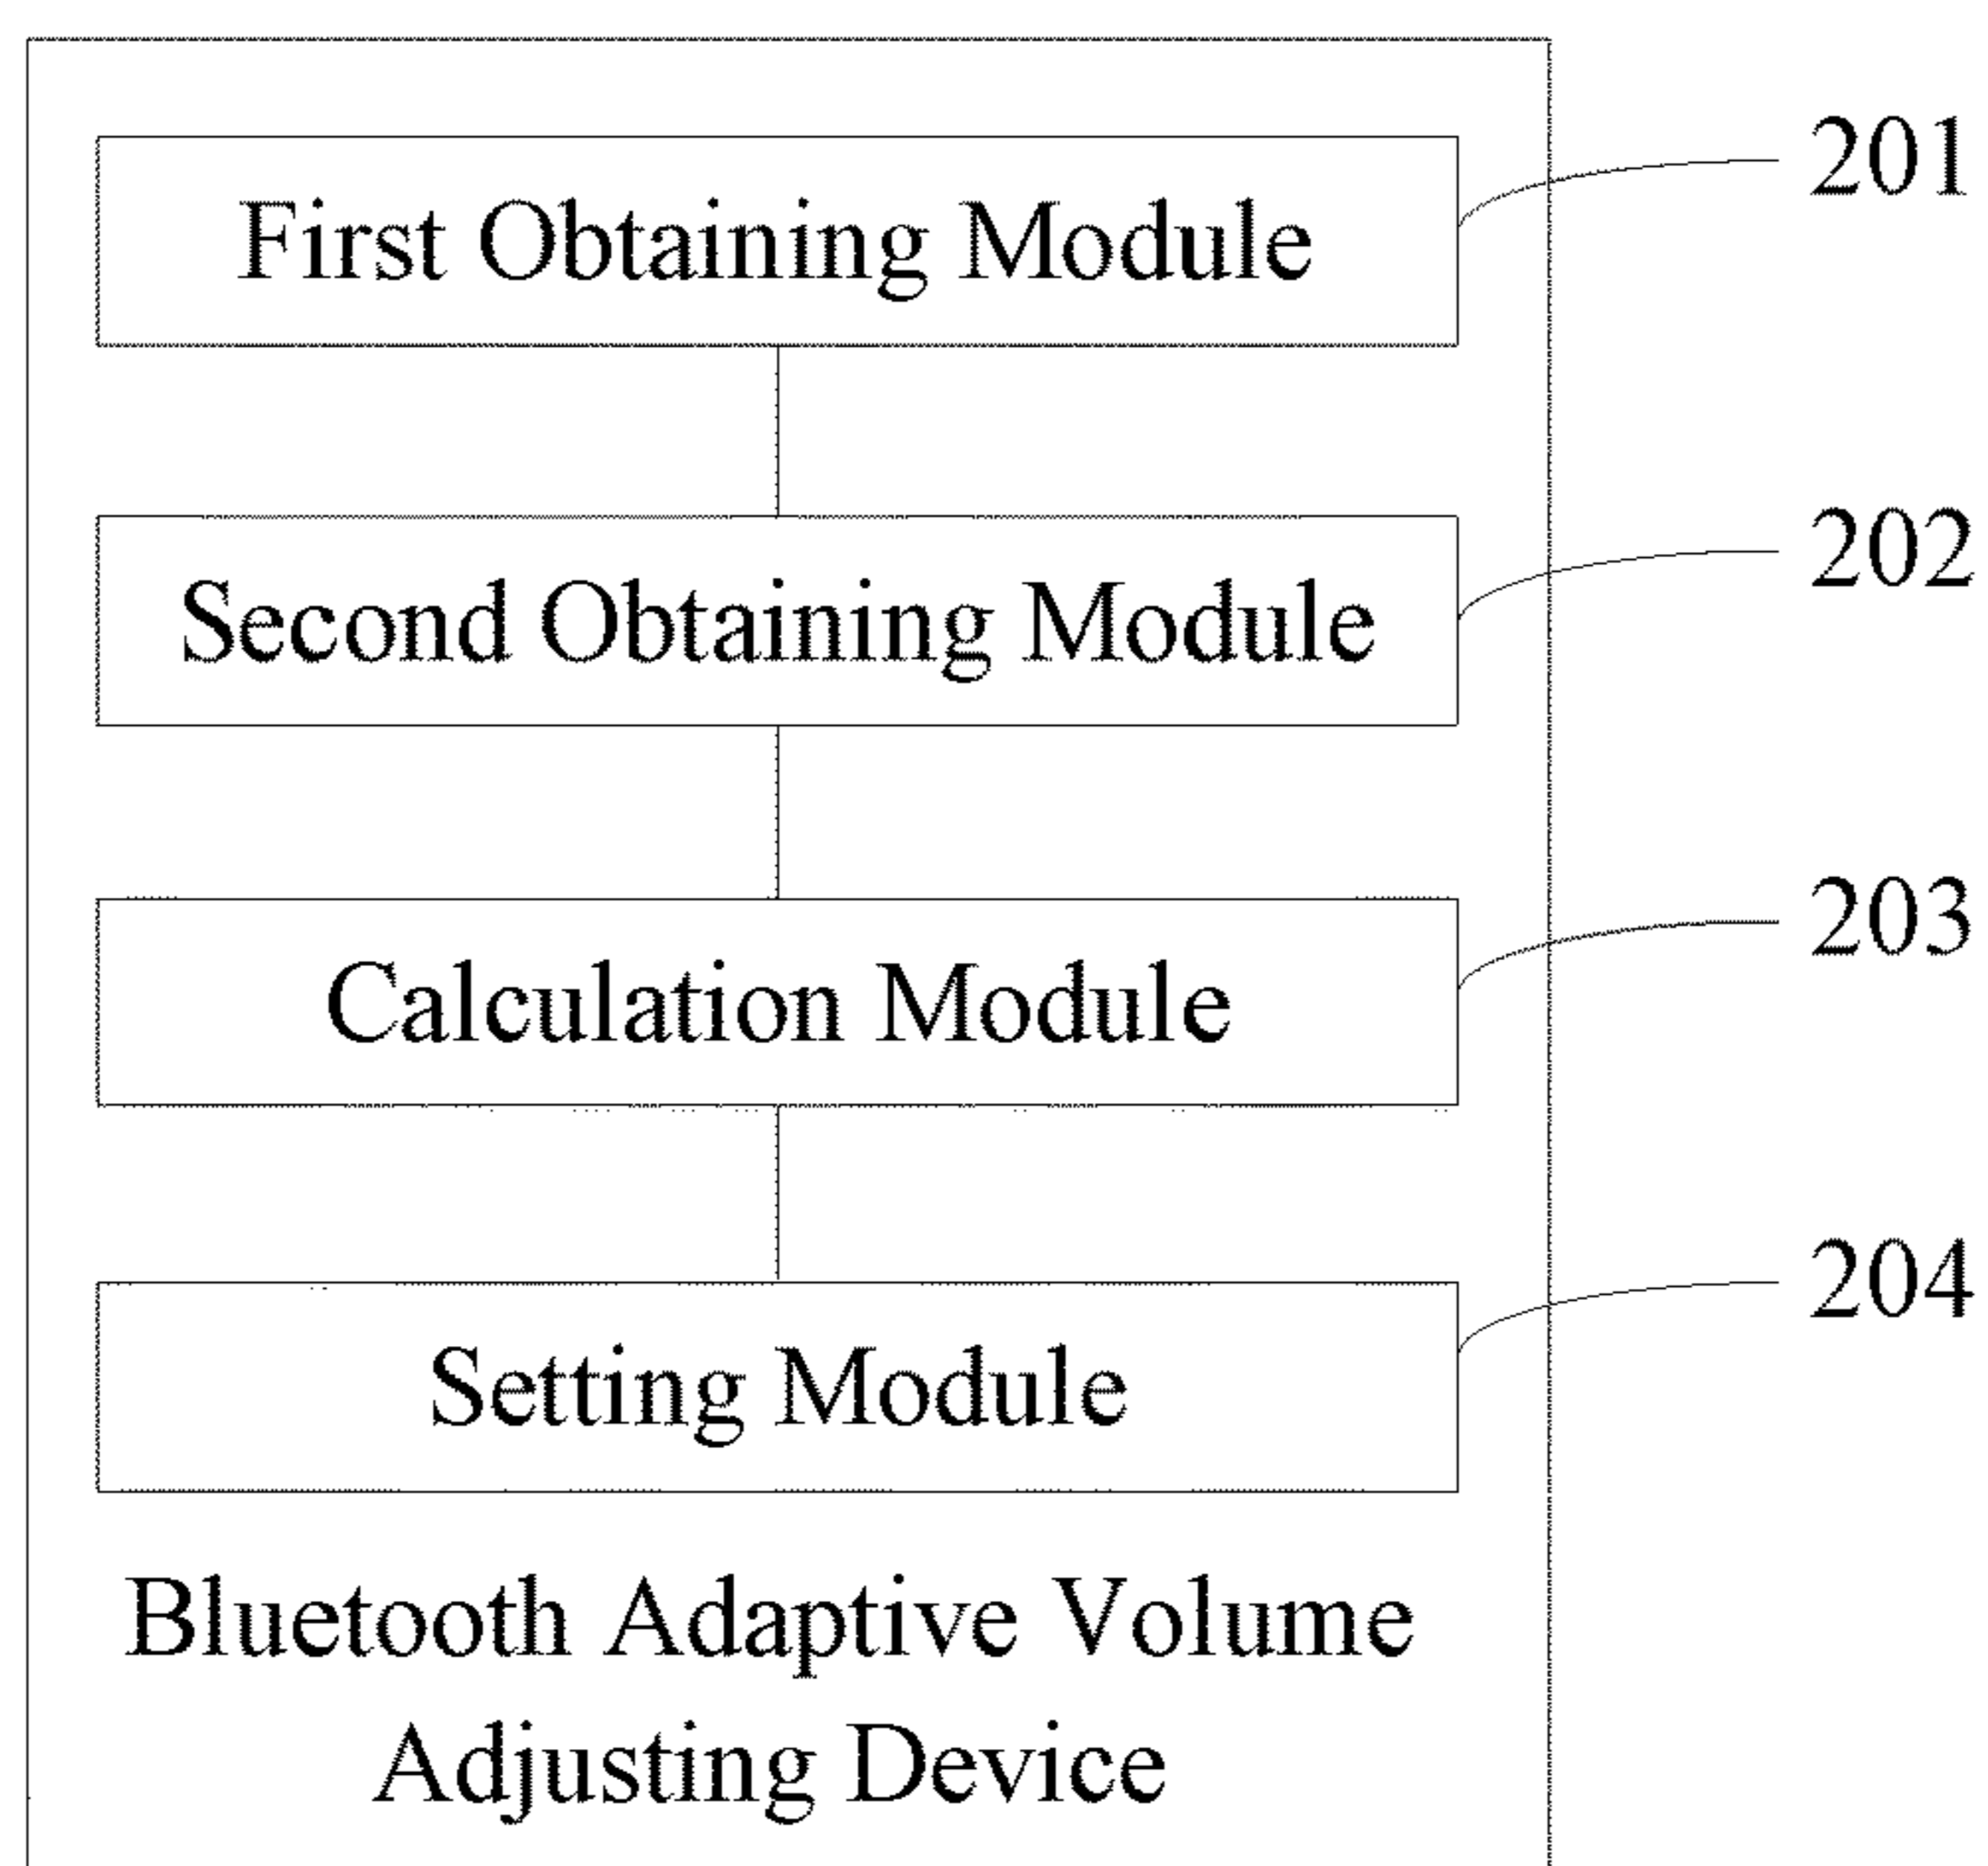 First Obtaining Module
201
Second Obtaining Module
202
Calculation Module
203
Setting Module
204
Bluetooth Adaptive Volume
Adjusting Device